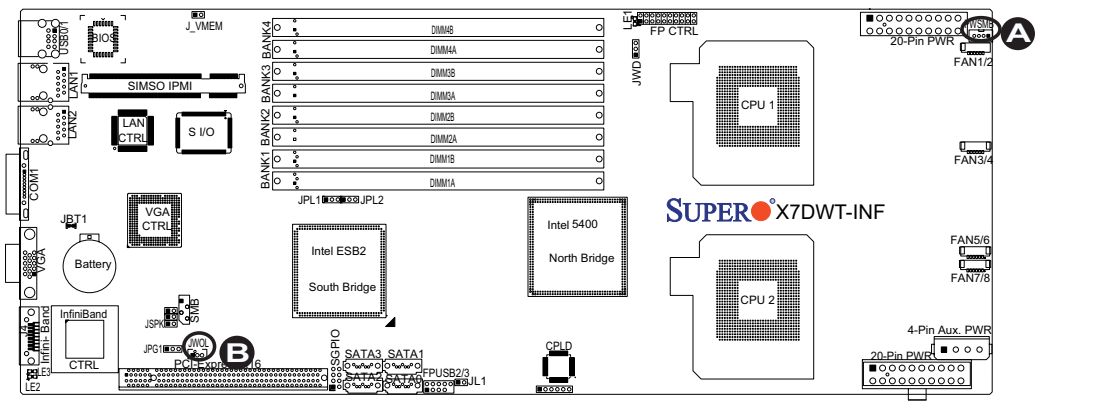 J_VMEM
USB0/1
BIOS
LAN1
SIMSO IPMI
LAN2
LAN
CTRL
S I/O
COM1
VGA
CTRL
JBT1
Battery
VGA
InfiniBand
CTRL
J4
Infini- Band
LE3
LE2
SMB
JSPK
JPG1
JWOL
B
PCI-Express x16
BANK4
BANK3
BANK2
BANK1
DIMM4B
DIMM4A
DIMM3B
DIMM3A
DIMM2B
DIMM2A
DIMM1B
DIMM1A
JPL1
JPL2
Intel ESB2
South Bridge
Intel 5400
North Bridge
SGPIO
SATA3
SATA1
SATA2
SATA0
FPUSB2/3
JL1
CPLD
LE1
FP CTRL
JWD
CPU 1
CPU 2
SUPER X7DWT-INF
20-Pin PWR
PWSMB
A
FAN1/2
FAN3/4
FAN5/6
FAN7/8
4-Pin Aux. PWR
20-Pin PWR